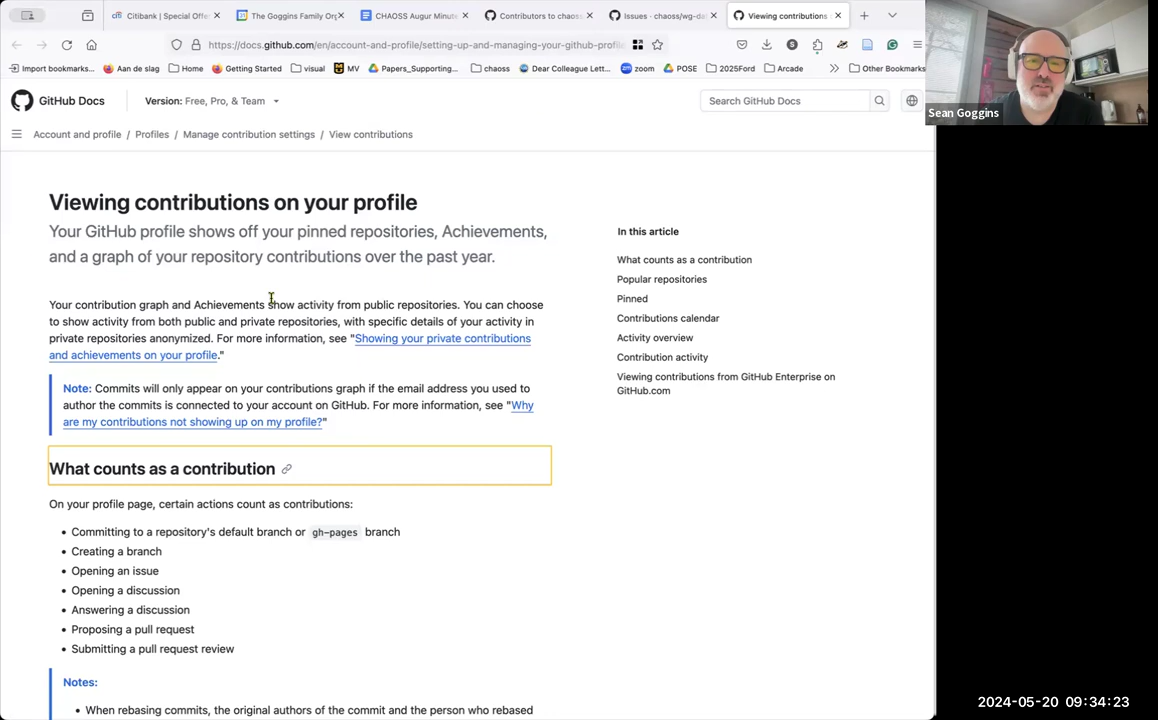 Citibank | Special Offe
The Goggins Family Or
CHAOSS Augur Minute
Contributors to chaos
Issues · chaoss/wg-da
Viewing contributions
https://docs.github.com/en/account-and-profile/setting-up-and-managing-your-github-profil
Import bookmarks...
Aan de slag
Home
Getting Started
visual
MV
Papers_Supporting...
chaoss
Dear Colleague Lett...
zoom
POSE
2025Ford
Arcade
Other Bookmarks
GitHub Docs
Version: Free, Pro, & Team
Search GitHub Docs
Sean Goggins
Account and profile / Profiles / Manage contribution settings / View contributions
Viewing contributions on your profile
Your GitHub profile shows off your pinned repositories, Achievements,
and a graph of your repository contributions over the past year.
Your contribution graph and Achievements show activity from public repositories. You can choose
to show activity from both public and private repositories, with specific details of your activity in
private repositories anonymized. For more information, see "Showing your private contributions
and achievements on your profile."
Note: Commits will only appear on your contributions graph if the email address you used to
author the commits is connected to your account on GitHub. For more information, see "Why
are my contributions not showing up on my profile?"
What counts as a contribution
On your profile page, certain actions count as contributions:
• Committing to a repository's default branch or gh-pages branch
• Creating a branch
• Opening an issue
• Opening a discussion
• Answering a discussion
• Proposing a pull request
• Submitting a pull request review
Notes:
• When rebasing commits, the original authors of the commit and the person who rebased
In this article
What counts as a contribution
Popular repositories
Pinned
Contributions calendar
Activity overview
Contribution activity
Viewing contributions from GitHub Enterprise on
GitHub.com
2024-05-20 09:34:23